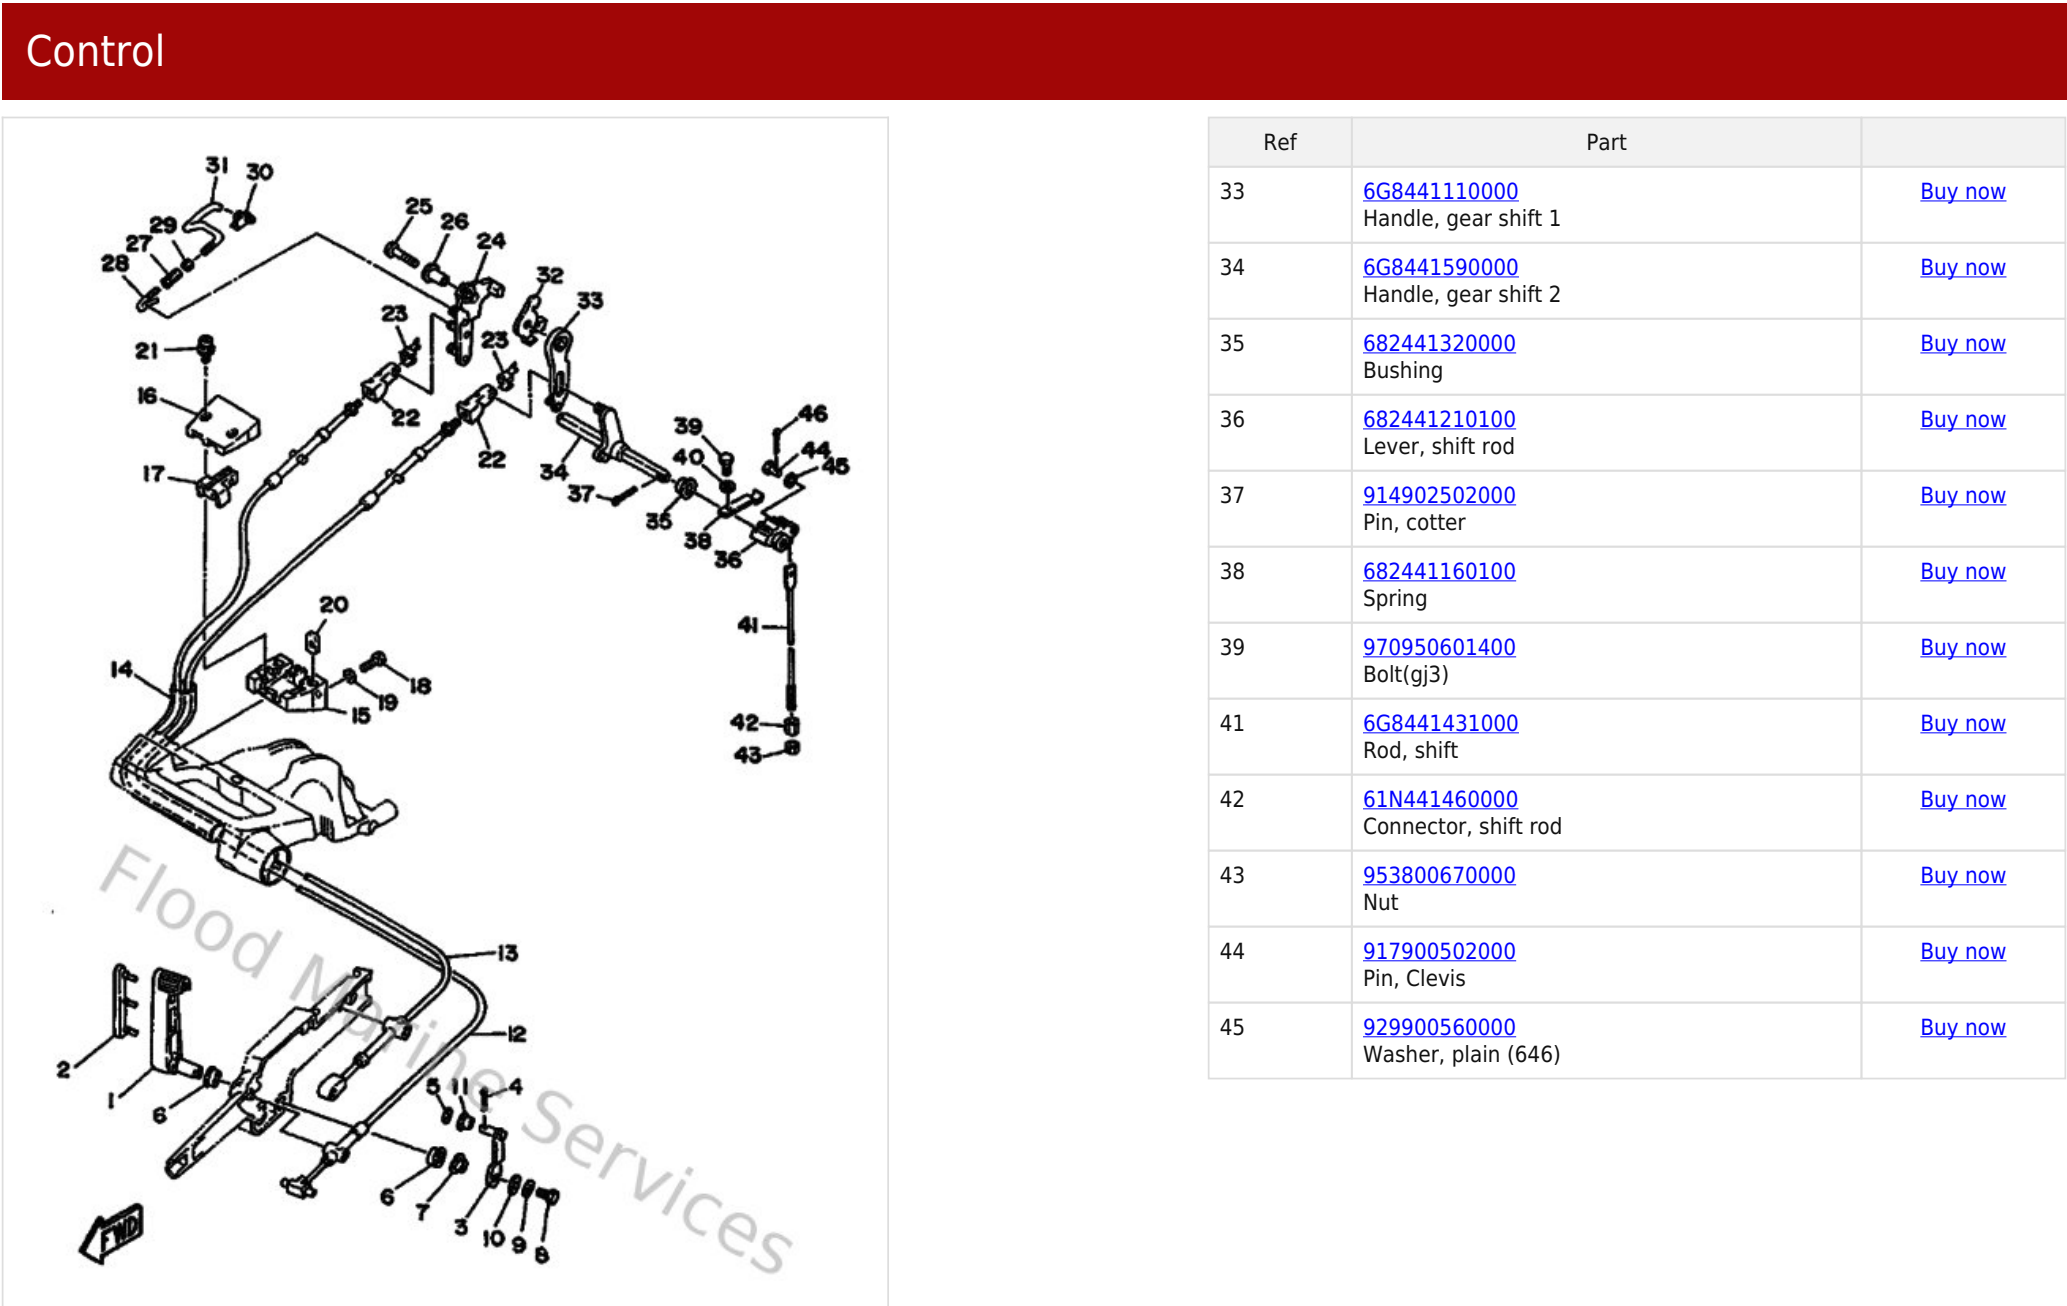 Control
31 30
25
29 26
27 24
28
32
33
23
23
21
16
22
46
39
44
22 40 45
17 34
37
35
38
36
20
41
14
18
19
15
42
43
13
12
2
5 11 4
1
6
6
7
3
10 9 8
FWD
Flood Marine Services
Ref Part
33 6G8441110000 Buy now
Handle, gear shift 1
34 6G8441590000 Buy now
Handle, gear shift 2
35 682441320000 Buy now
Bushing
36 682441210100 Buy now
Lever, shift rod
37 914902502000 Buy now
Pin, cotter
38 682441160100 Buy now
Spring
39 970950601400 Buy now
Bolt(gj3)
41 6G8441431000 Buy now
Rod, shift
42 61N441460000 Buy now
Connector, shift rod
43 953800670000 Buy now
Nut
44 917900502000 Buy now
Pin, Clevis
45 929900560000 Buy now
Washer, plain (646)